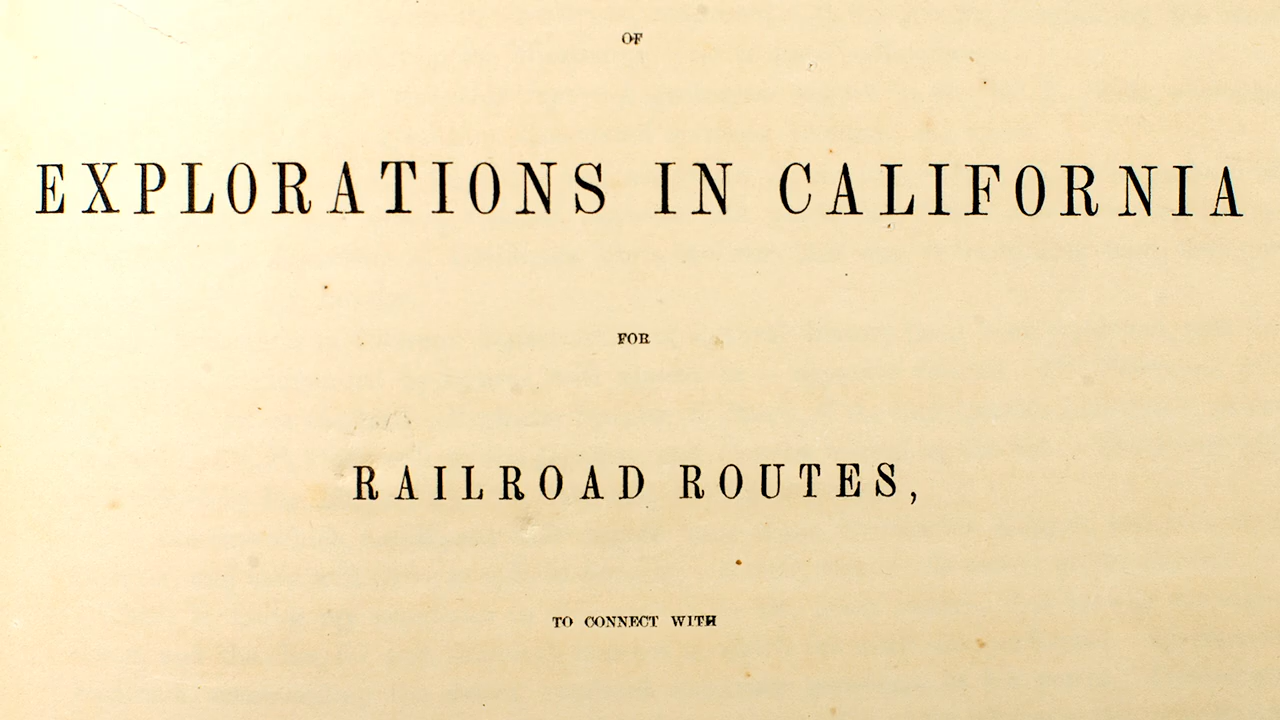 OF
EXPLORATIONS IN CALIFORNIA
FOR
RAILROAD ROUTES,
TO CONNECT WITH